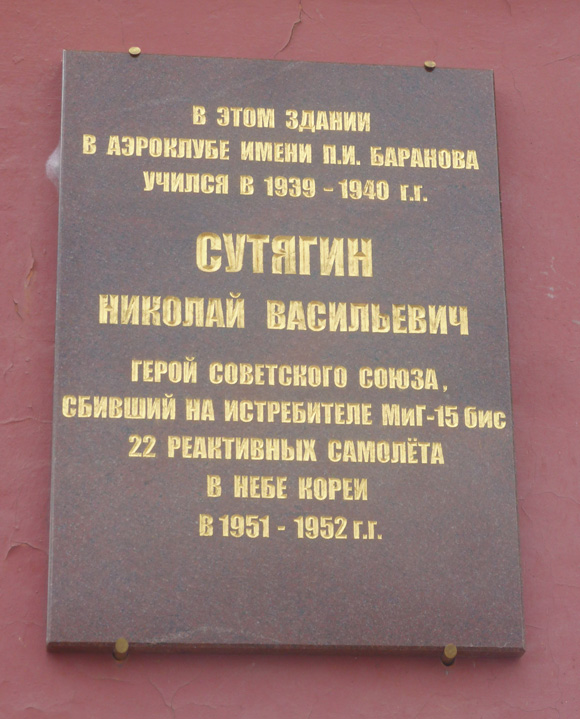 В ЭТОМ ЗДАНИИ
В АЭРОКЛУБЕ ИМЕНИ П.И. БАРАНОВА
УЧИЛСЯ В 1939 - 1940 Г.Г.
СУТЯГИН
НИКОЛАЙ ВАСИЛЬЕВИЧ
ГЕРОЙ СОВЕТСКОГО СОЮЗА,
СБИВШИЙ НА ИСТРЕБИТЕЛЕ МиГ-15 бис
22 РЕАКТИВНЫХ САМОЛЁТА
В НЕБЕ КОРЕИ
В 1951 - 1952 Г.Г.